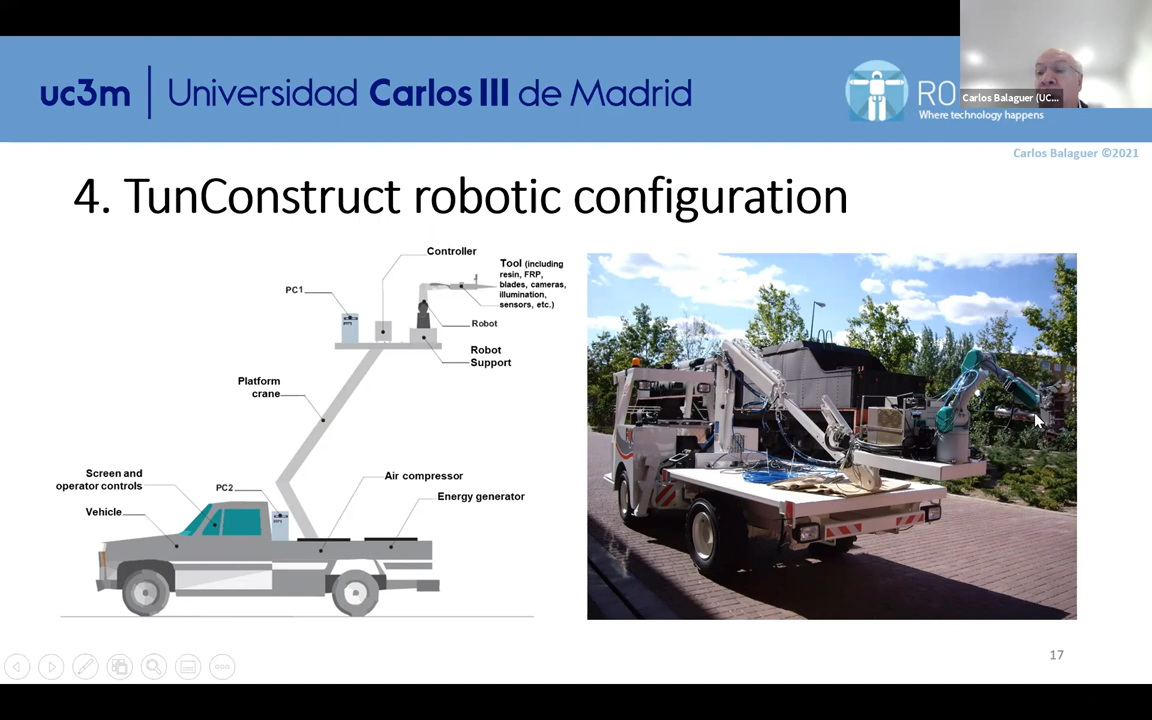 uc3m
Universidad Carlos III de Madrid
RO
Where technology happens
Carlos Balaguer (UC...
Carlos Balaguer ©2021
4. TunConstruct robotic configuration
Controller
Tool (including
resin, FRP,
blades, cameras,
illumination,
sensors, etc.)
PC1
Robot
Robot
Support
Platform
crane
Screen and
operator controls
PC2
Vehicle
Air compressor
Energy generator
17